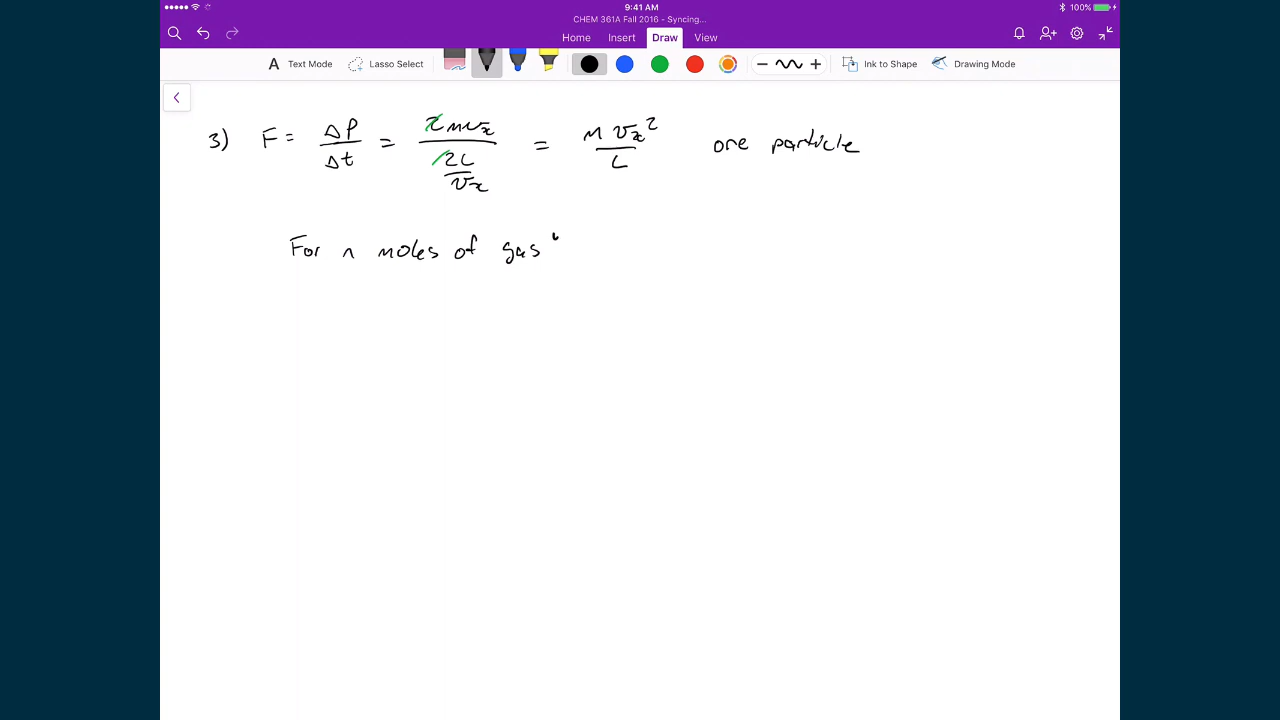 9:41 AM
100%
CHEM 361A Fall 2016 - Syncing...
Home Insert Draw View
A Text Mode Lasso Select Ink to Shape Drawing Mode
3) F = Δp/Δt = 2mvₓ/(2L/vₓ) = mvₓ²/L one particle
For n moles of gas